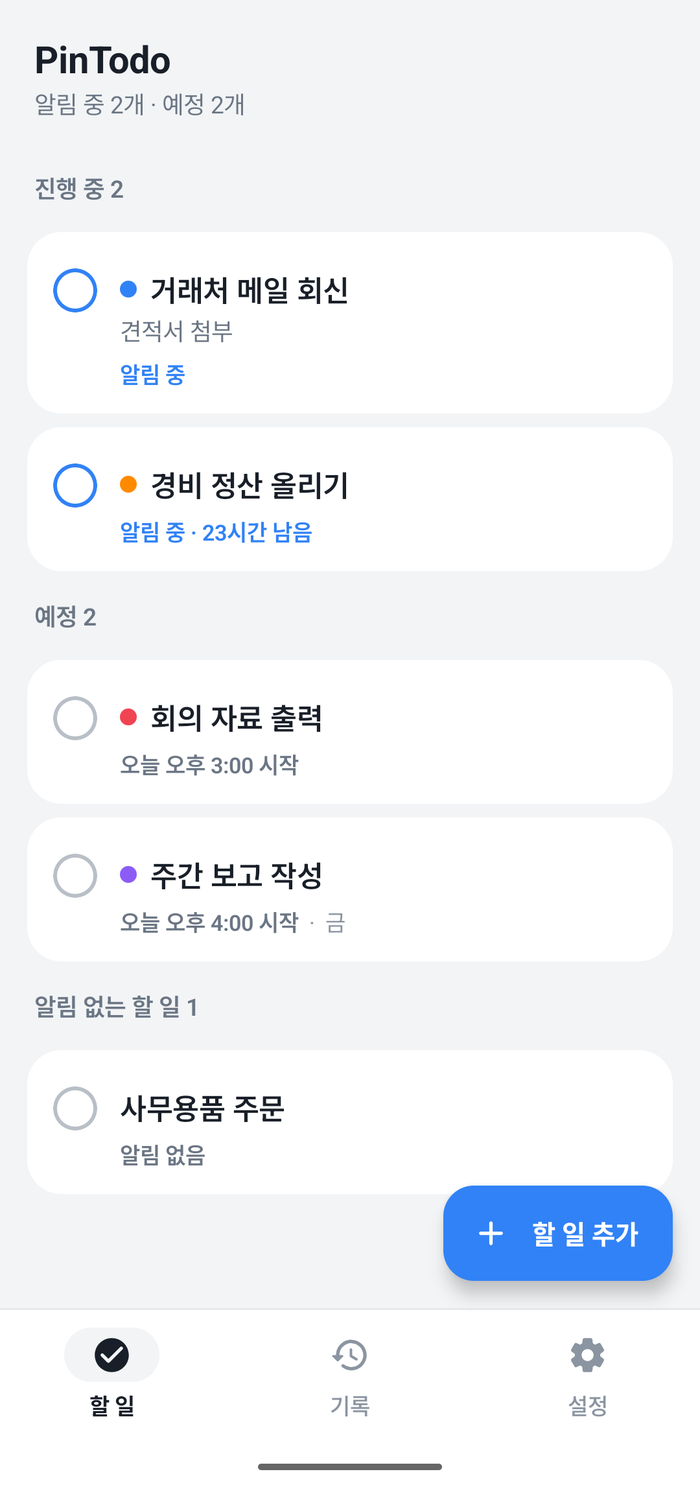 PinTodo
알림 중 2개 · 예정 2개
진행 중 2
거래처 메일 회신
견적서 첨부
알림 중
경비 정산 올리기
알림 중 · 23시간 남음
예정 2
회의 자료 출력
오늘 오후 3:00 시작
주간 보고 작성
오늘 오후 4:00 시작 · 금
알림 없는 할 일 1
사무용품 주문
알림 없음
할 일 추가
할 일
기록
설정